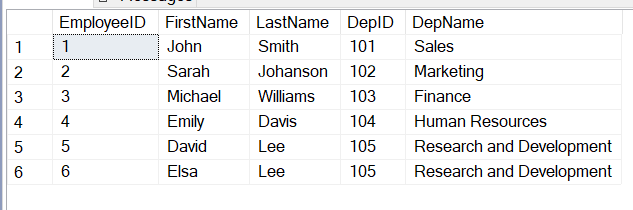 Messages
EmployeeID FirstName LastName DepID DepName
1 1 John Smith 101 Sales
2 2 Sarah Johanson 102 Marketing
3 3 Michael Williams 103 Finance
4 4 Emily Davis 104 Human Resources
5 5 David Lee 105 Research and Development
6 6 Elsa Lee 105 Research and Development